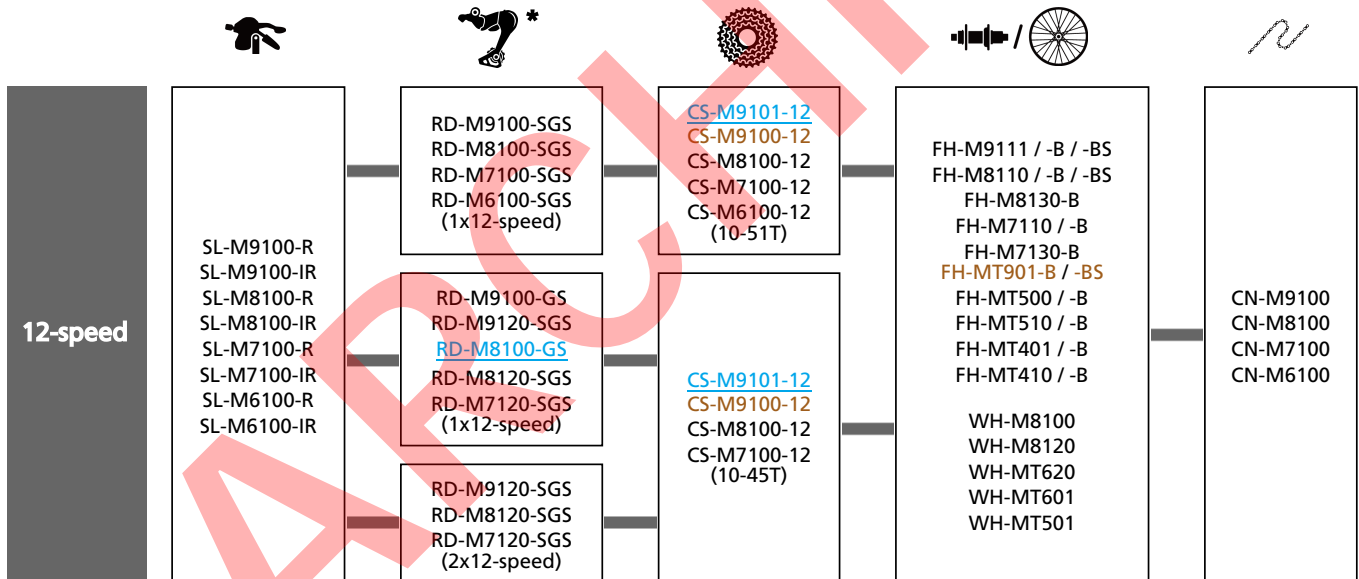 *
/
12-speed
SL-M9100-R
SL-M9100-IR
SL-M8100-R
SL-M8100-IR
SL-M7100-R
SL-M7100-IR
SL-M6100-R
SL-M6100-IR
RD-M9100-SGS
RD-M8100-SGS
RD-M7100-SGS
RD-M6100-SGS
(1x12-speed)
RD-M9100-GS
RD-M9120-SGS
RD-M8100-GS
RD-M8120-SGS
RD-M7120-SGS
(1x12-speed)
RD-M9120-SGS
RD-M8120-SGS
RD-M7120-SGS
(2x12-speed)
CS-M9101-12
CS-M9100-12
CS-M8100-12
CS-M7100-12
CS-M6100-12
(10-51T)
CS-M9101-12
CS-M9100-12
CS-M8100-12
CS-M7100-12
(10-45T)
FH-M9111 / -B / -BS
FH-M8110 / -B / -BS
FH-M8130-B
FH-M7110 / -B
FH-M7130-B
FH-MT901-B / -BS
FH-MT500 / -B
FH-MT510 / -B
FH-MT401 / -B
FH-MT410 / -B
WH-M8100
WH-M8120
WH-MT620
WH-MT601
WH-MT501
CN-M9100
CN-M8100
CN-M7100
CN-M6100
ARCHI